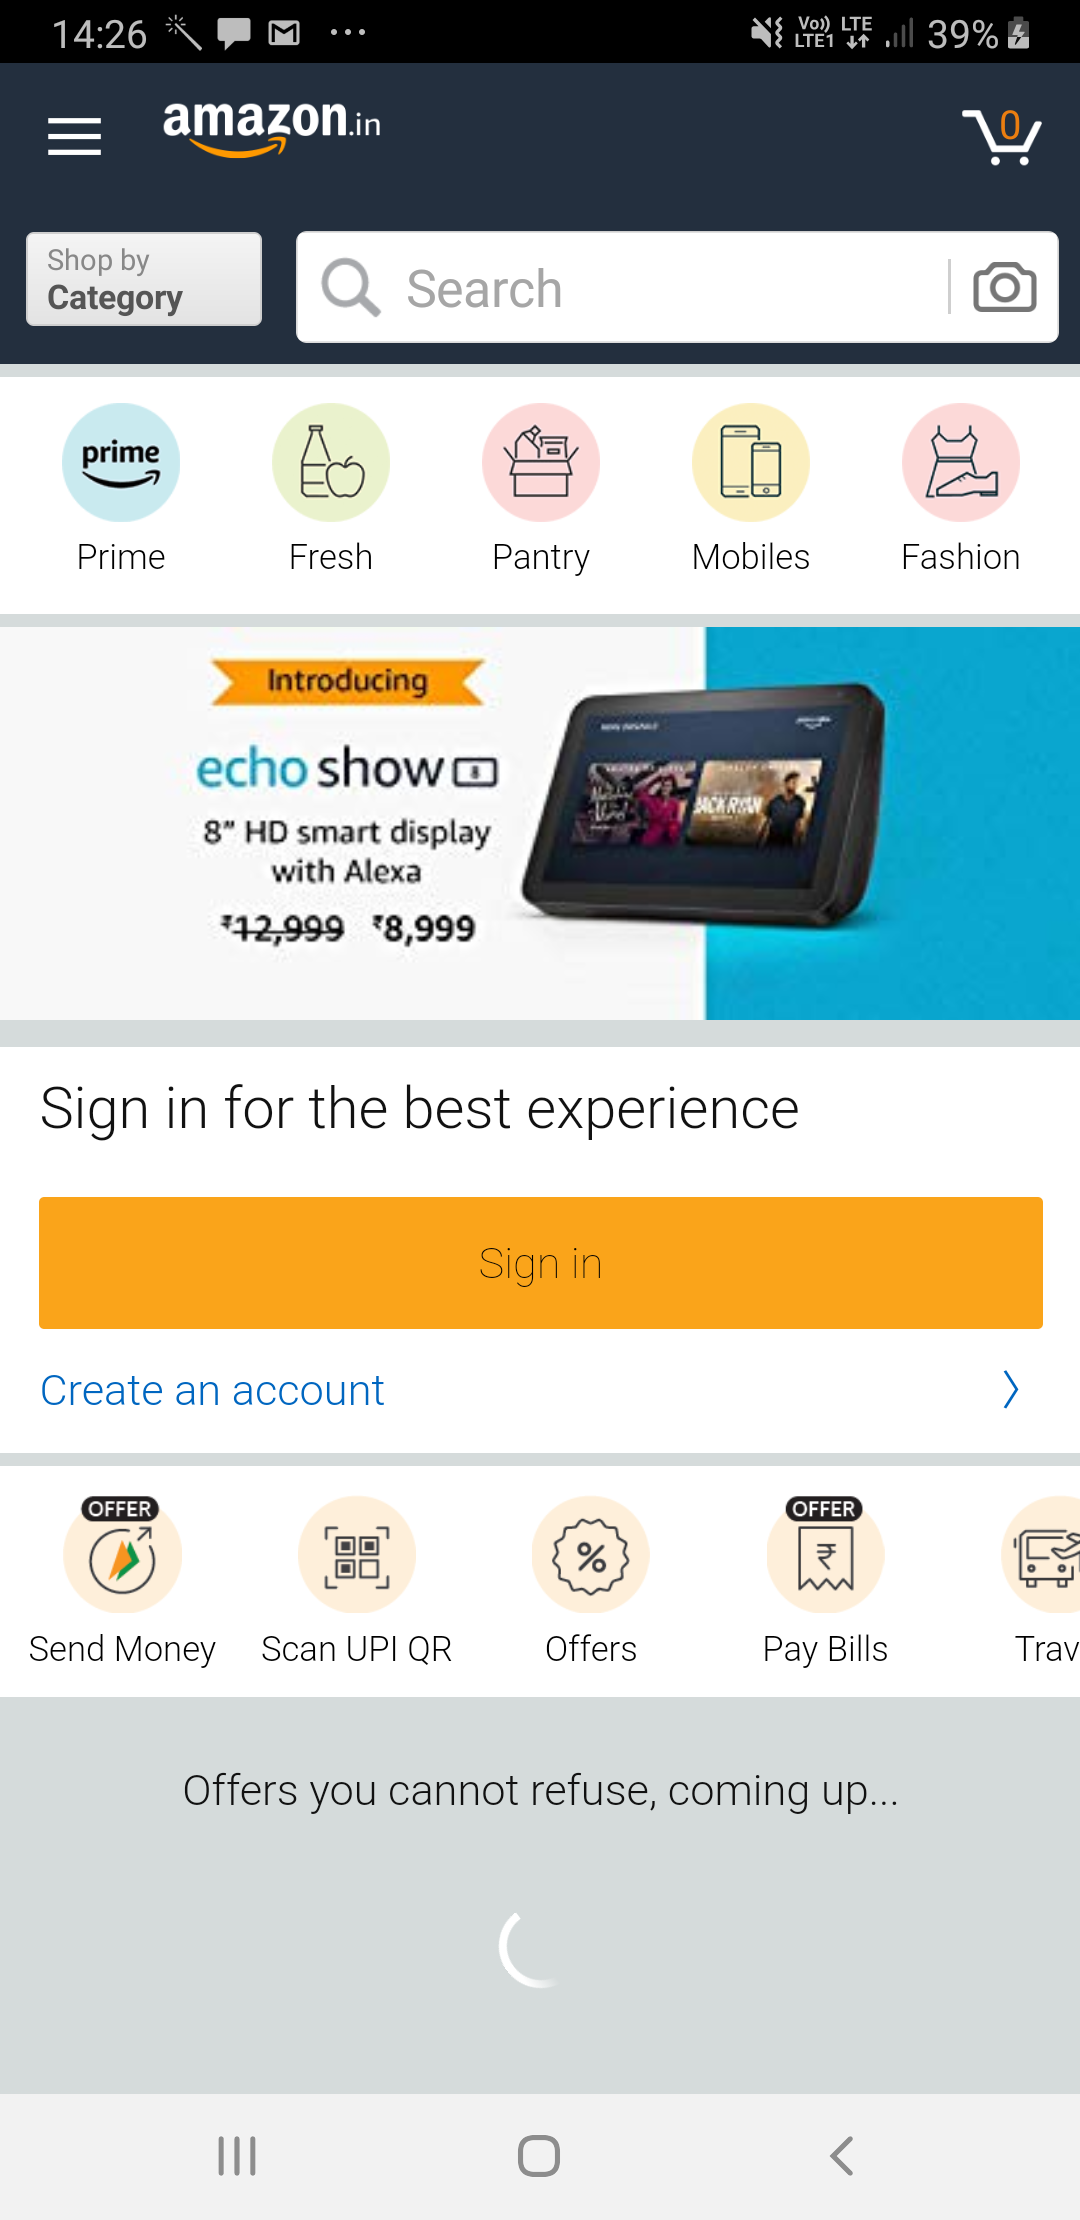 14:26
Vo)) LTE
LTE1
39%
amazon.in
0
Shop by
Category
Search
prime
Prime
Fresh
Pantry
Mobiles
Fashion
Introducing
echo show 8
8" HD smart display
with Alexa
₹12,999 ₹8,999
JACK RYAN
Sign in for the best experience
Sign in
Create an account
OFFER
OFFER
%
₹
Send Money
Scan UPI QR
Offers
Pay Bills
Trav
Offers you cannot refuse, coming up...